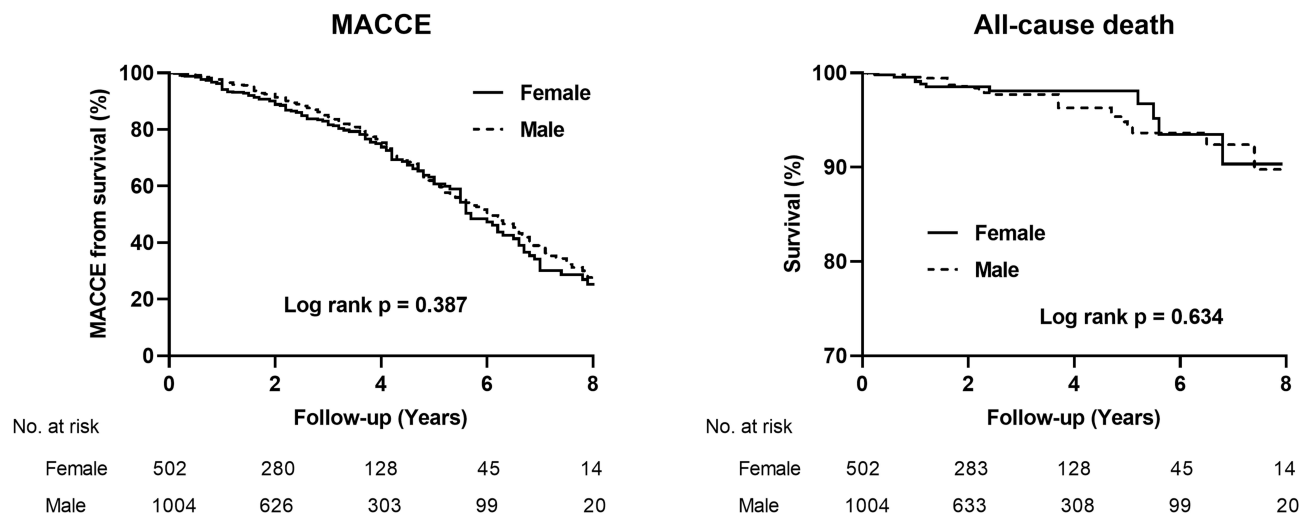 MACCE
MACCE from survival (%)
100
80
60
40
20
0
0 2 4 6 8
Female
Male
Log rank p = 0.387
Follow-up (Years)
No. at risk
Female 502 280 128 45 14
Male 1004 626 303 99 20
All-cause death
Survival (%)
100
90
80
70
0 2 4 6 8
Female
Male
Log rank p = 0.634
Follow-up (Years)
No. at risk
Female 502 283 128 45 14
Male 1004 633 308 99 20